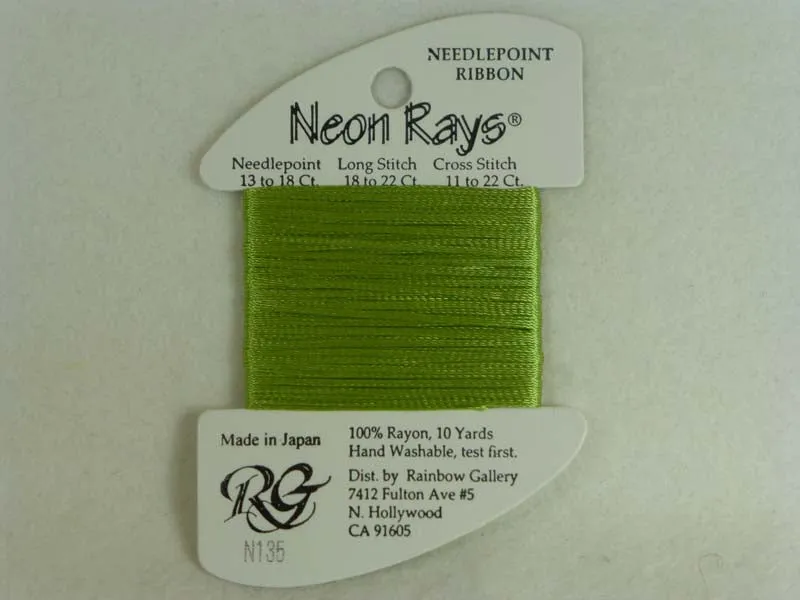 NEEDLEPOINT
RIBBON
Neon Rays®
Needlepoint Long Stitch Cross Stitch
13 to 18 Ct. 18 to 22 Ct. 11 to 22 Ct.
Made in Japan
100% Rayon, 10 Yards
Hand Washable, test first.
RG
Dist. by Rainbow Gallery
7412 Fulton Ave #5
N. Hollywood
CA 91605
N135